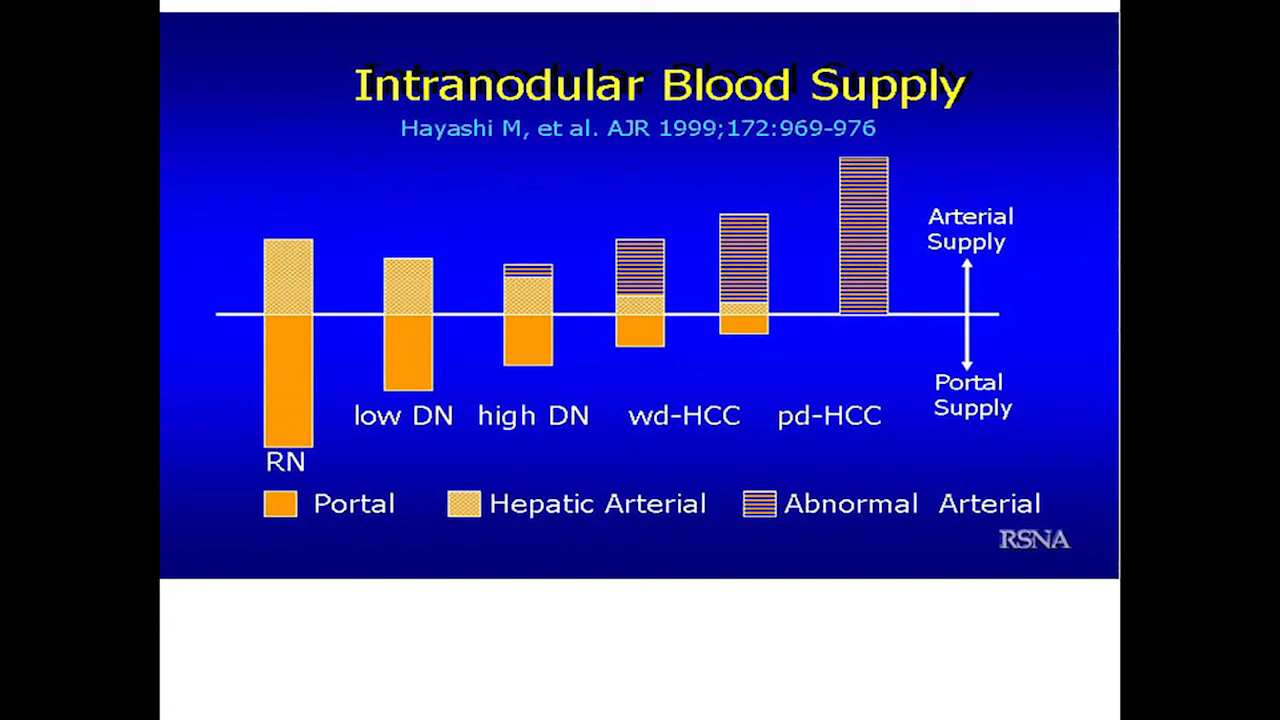 Intranodular Blood Supply
Hayashi M, et al. AJR 1999;172:969-976
Arterial
Supply
Portal
Supply
low DN high DN wd-HCC pd-HCC
RN
Portal Hepatic Arterial Abnormal Arterial
RSNA